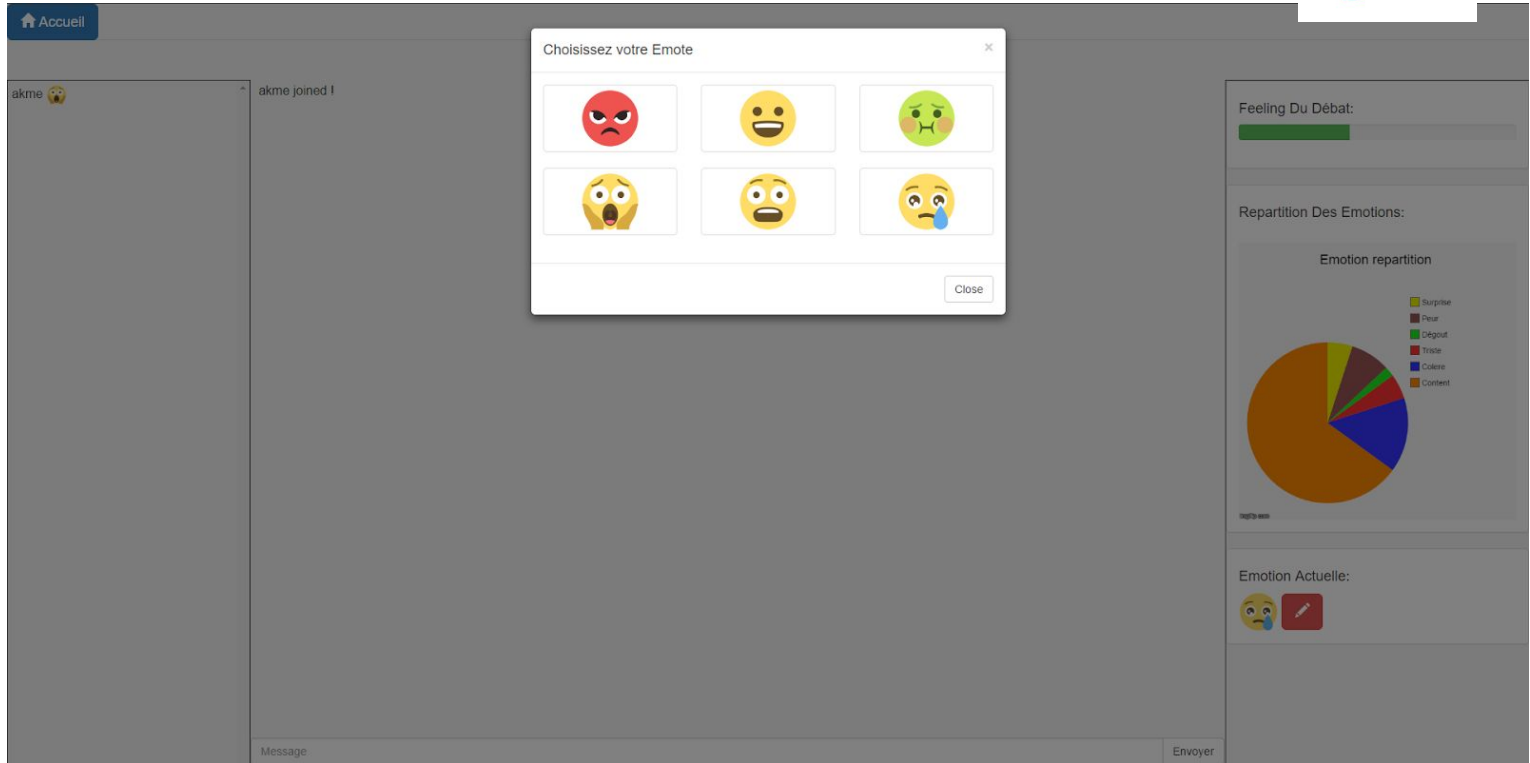 Accueil
Choisissez votre Emote
×
akme
akme joined !
Close
Message
Envoyer
Feeling Du Débat:
Repartition Des Emotions:
Emotion repartition
Surprise
Peur
Dégout
Triste
Colere
Content
Emotion Actuelle: